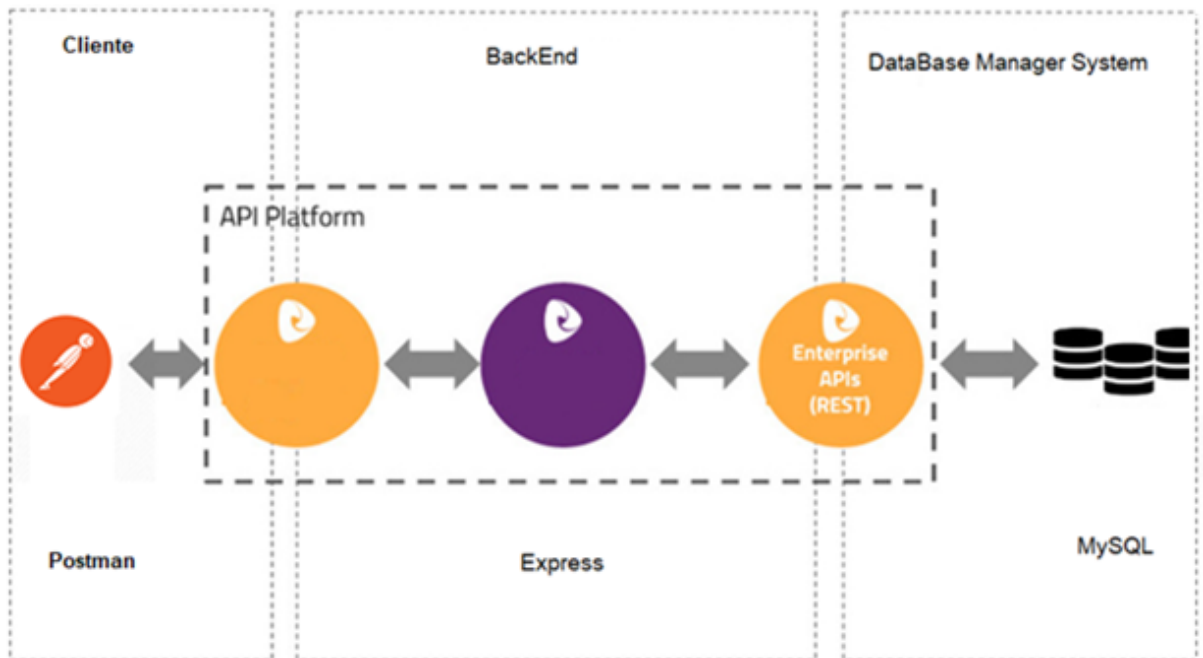 Cliente
BackEnd
DataBase Manager System
API Platform
Enterprise
APIs
(REST)
Postman
Express
MySQL